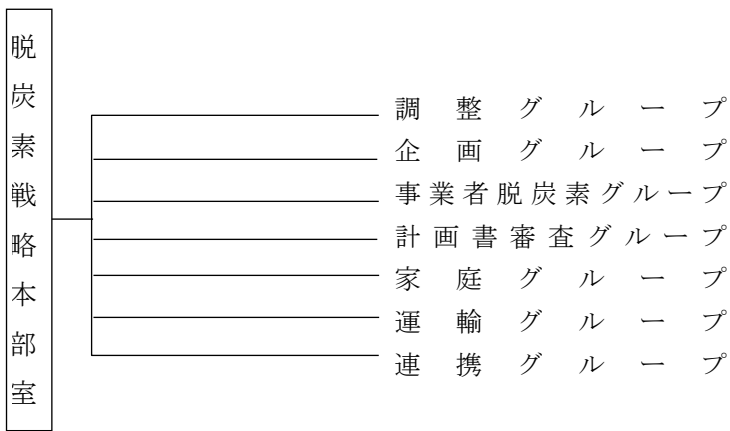 脱炭素戦略本部室
調整グループ
企画グループ
事業者脱炭素グループ
計画書審査グループ
家庭グループ
運輸グループ
連携グループ